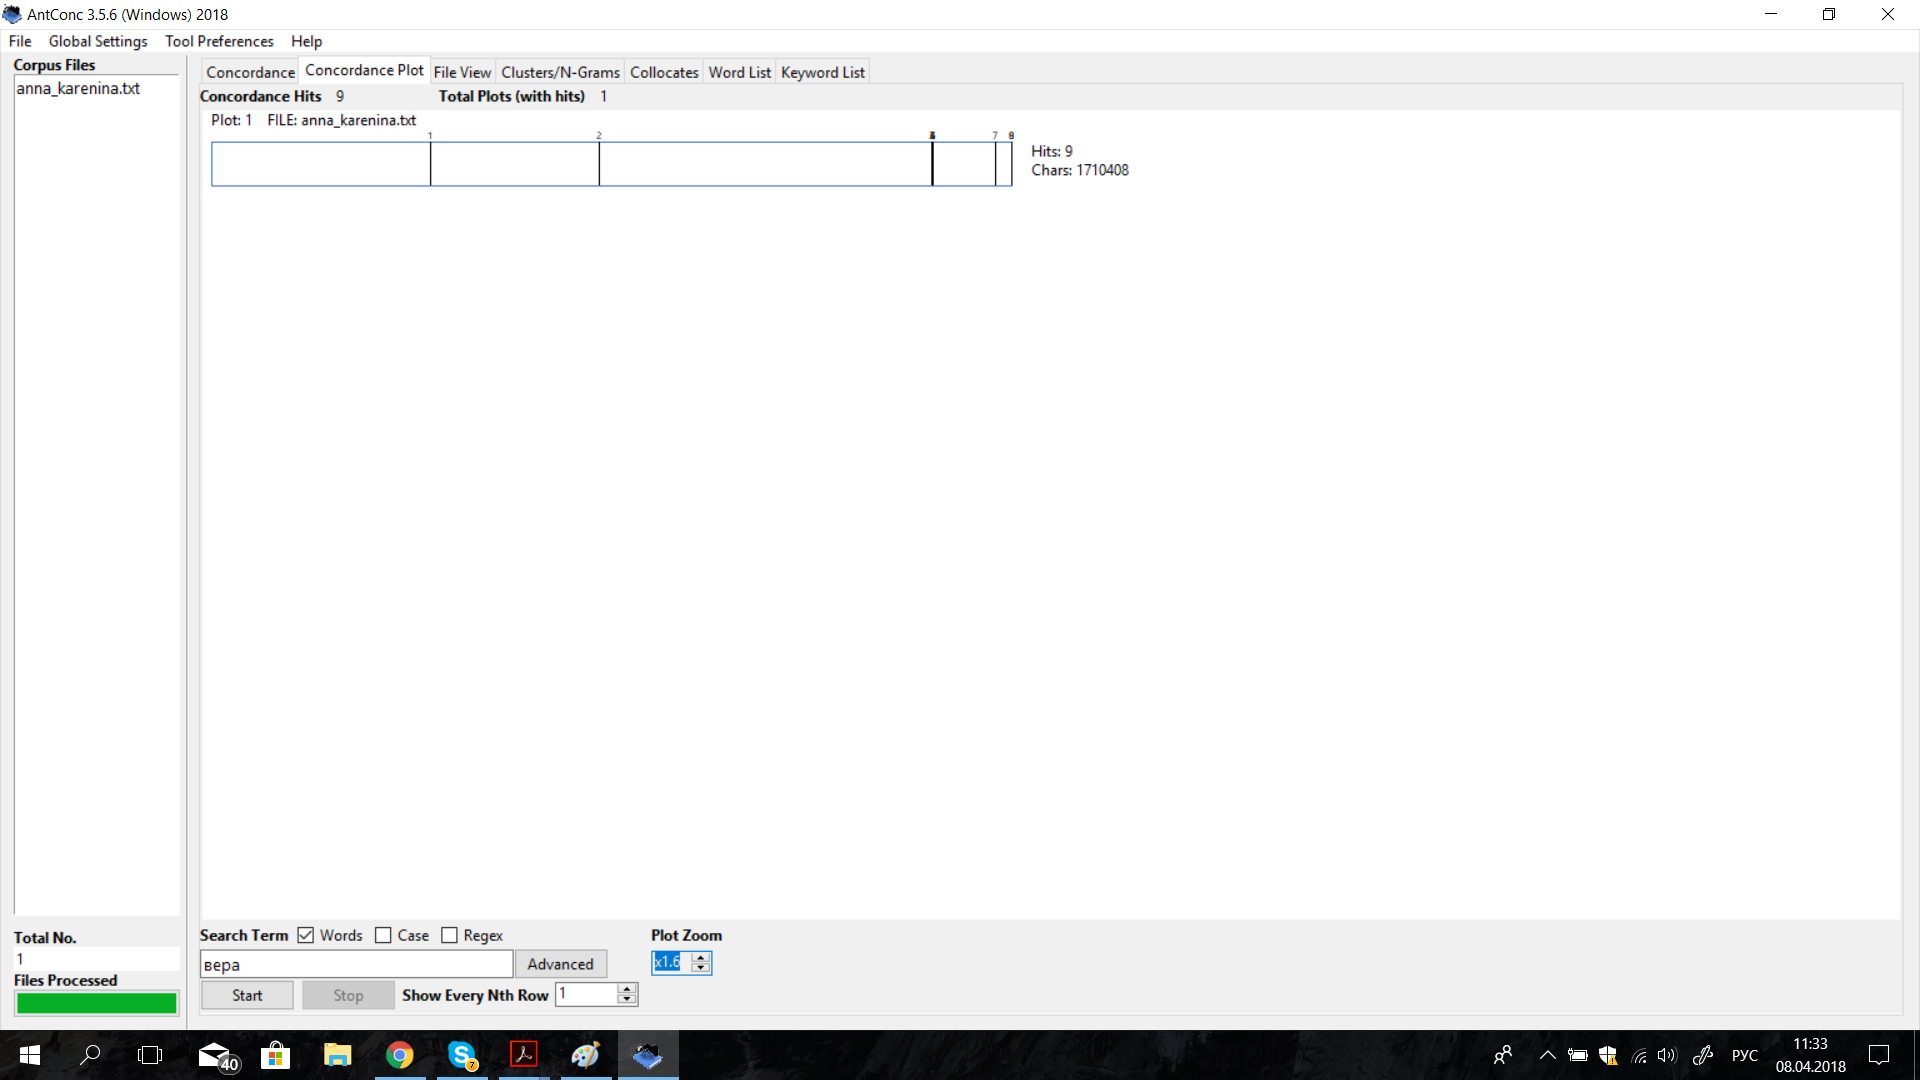 AntConc 3.5.6 (Windows) 2018
File Global Settings Tool Preferences Help
Corpus Files
anna_karenina.txt
Concordance Concordance Plot File View Clusters/N-Grams Collocates Word List Keyword List
Concordance Hits 9 Total Plots (with hits) 1
Plot: 1 FILE: anna_karenina.txt
1 2 7
Hits: 9
Chars: 1710408
Total No.
1
Files Processed
Search Term Words Case Regex
вера Advanced
Start Stop Show Every Nth Row 1
Plot Zoom
x1.6
40
7
РУС
11:33
08.04.2018